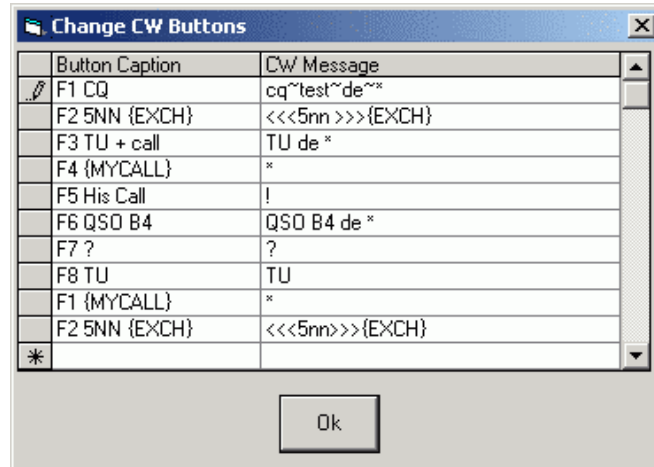 Change CW Buttons
Button Caption CW Message
F1 CQ cq~test~de~*
F2 5NN {EXCH} <<<5nn >>>{EXCH}
F3 TU + call TU de *
F4 {MYCALL} *
F5 His Call !
F6 QSO B4 QSO B4 de *
F7 ? ?
F8 TU TU
F1 {MYCALL} *
F2 5NN {EXCH} <<<5nn>>>{EXCH}
Ok